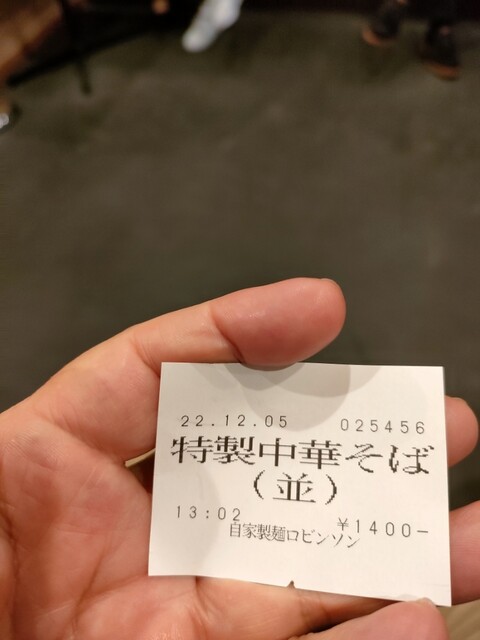 22.12.05 025456
特製中華そば
(並)
13:02 ¥1400-
自家製麺ロビンソン